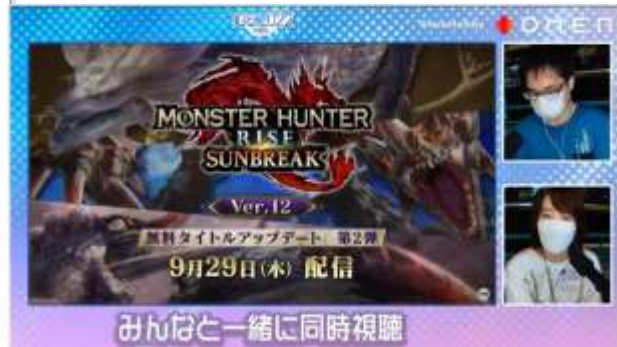 OMEN
MONSTER HUNTER
RISE
SUNBREAK
Ver.12
無料タイトルアップデート 第2弾
9月29日(木) 配信
みんなと一緒に同時視聴